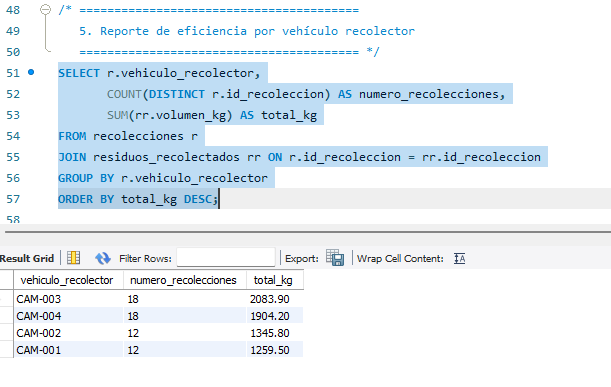 48 /* ========================================
49 5. Reporte de eficiencia por vehículo recolector
50 ======================================== */
51 SELECT r.vehiculo_recolector,
52 COUNT(DISTINCT r.id_recoleccion) AS numero_recolecciones,
53 SUM(rr.volumen_kg) AS total_kg
54 FROM recolecciones r
55 JOIN residuos_recolectados rr ON r.id_recoleccion = rr.id_recoleccion
56 GROUP BY r.vehiculo_recolector
57 ORDER BY total_kg DESC;
58
Result Grid Filter Rows: Export: Wrap Cell Content: IA
vehiculo_recolector numero_recolecciones total_kg
CAM-003 18 2083.90
CAM-004 18 1904.20
CAM-002 12 1345.80
CAM-001 12 1259.50